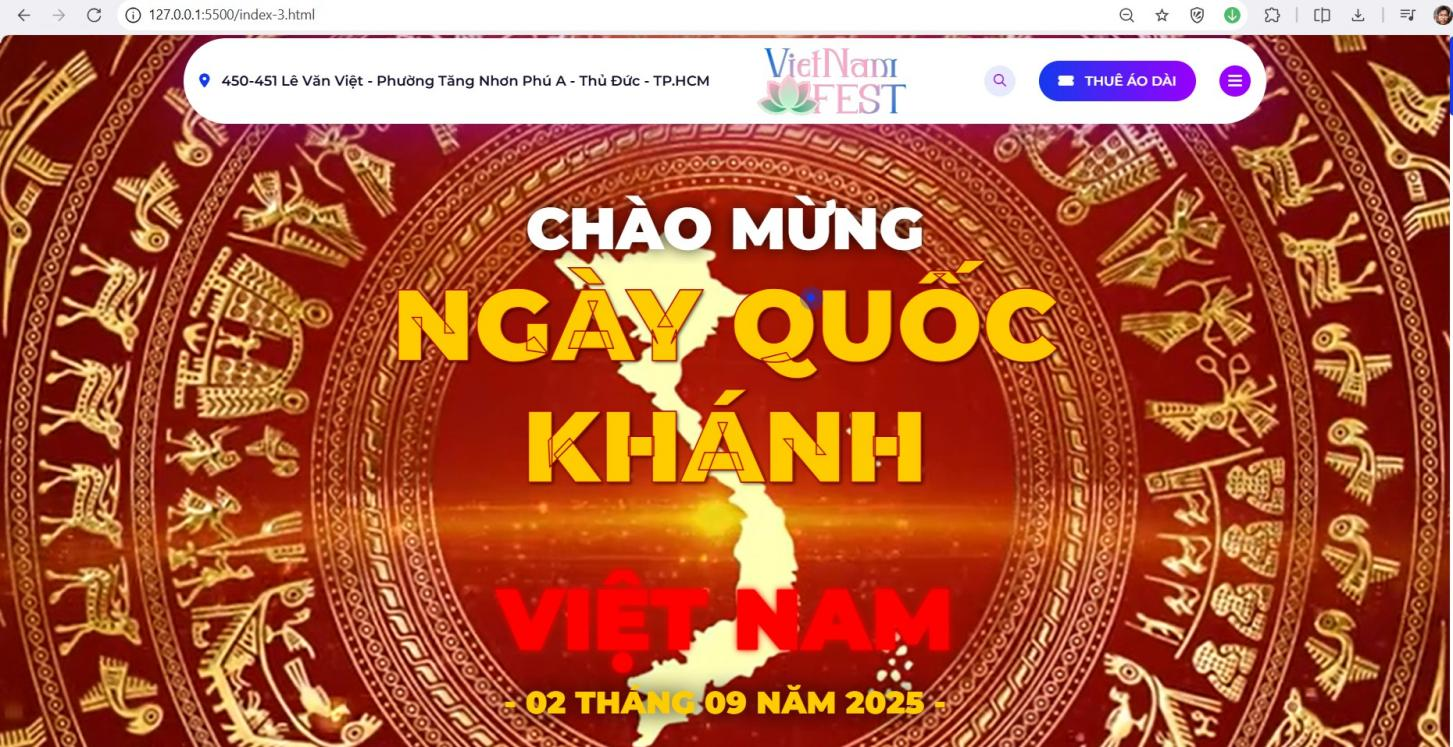 127.0.0.1:5500/index-3.html
450-451 Lê Văn Việt - Phường Tăng Nhơn Phú A - Thủ Đức - TP.HCM
VietNam
FEST
THUÊ ÁO DÀI
CHÀO MỪNG
NGÀY QUỐC
KHÁNH
VIỆT NAM
- 02 THÁNG 09 NĂM 2025 -